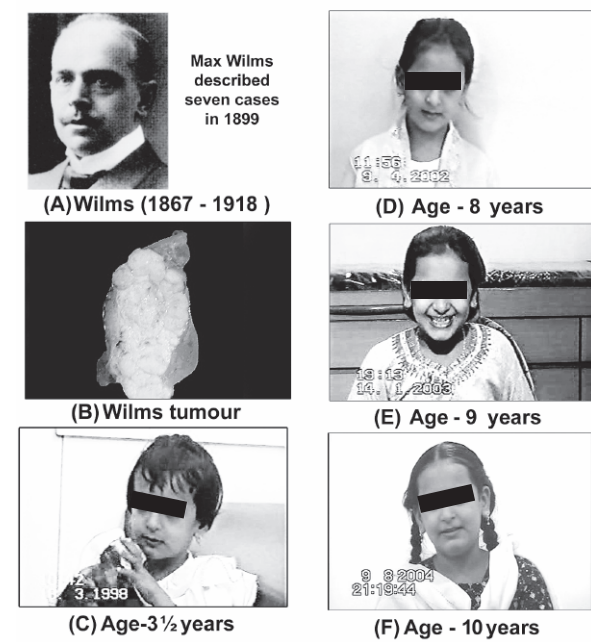 Max Wilms
described
seven cases
in 1899
(A) Wilms (1867 - 1918 )
(B) Wilms tumour
3.1998
(C) Age-3½ years
11:56
9. 4.2002
(D) Age - 8 years
19:13
14. 1.2003
(E) Age - 9 years
9 8 2004
21:19:44
(F) Age - 10 years